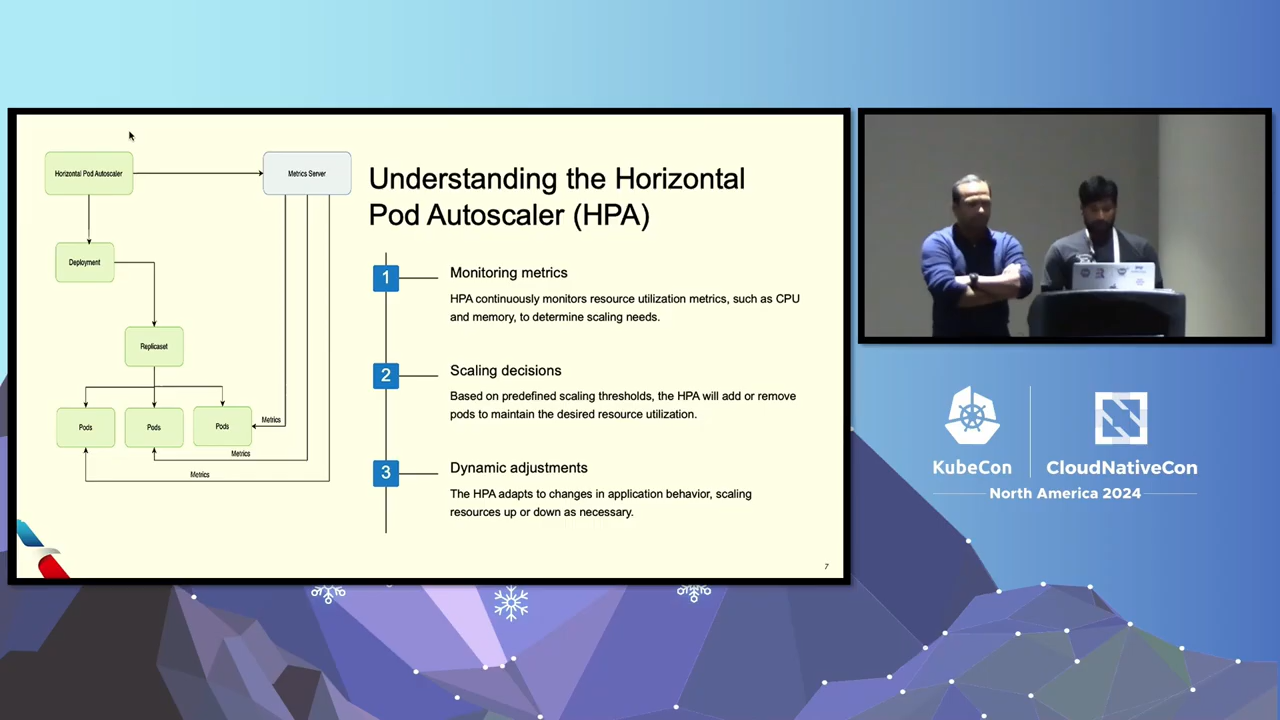 Horizontal Pod Autoscaler
Metrics Server
Deployment
Replicaset
Pods
Pods
Pods
Metrics
Metrics
Metrics
Understanding the Horizontal
Pod Autoscaler (HPA)
1
Monitoring metrics
HPA continuously monitors resource utilization metrics, such as CPU
and memory, to determine scaling needs.
2
Scaling decisions
Based on predefined scaling thresholds, the HPA will add or remove
pods to maintain the desired resource utilization.
3
Dynamic adjustments
The HPA adapts to changes in application behavior, scaling
resources up or down as necessary.
7
KubeCon
CloudNativeCon
North America 2024